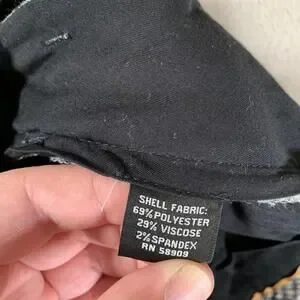 SHELL FABRIC:
69% POLYESTER
29% VISCOSE
2% SPANDEX
RN 58909